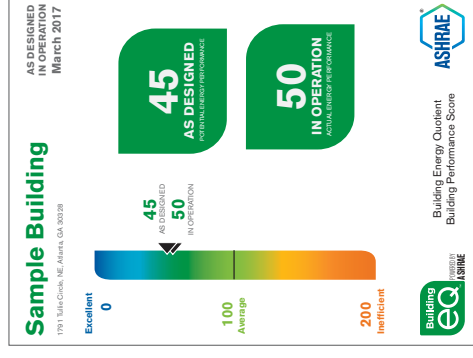 Sample Building
1791 Tullie Circle, NE, Atlanta, GA 30328
AS DESIGNED
IN OPERATION
March 2017
Excellent
0
100
Average
200
Inefficient
45
AS DESIGNED
50
IN OPERATION
45
AS DESIGNED
POTENTIAL ENERGY PERFORMANCE
50
IN OPERATION
ACTUAL ENERGY PERFORMANCE
Building
eQ
POWERED BY
ASHRAE
Building Energy Quotient
Building Performance Score
ASHRAE